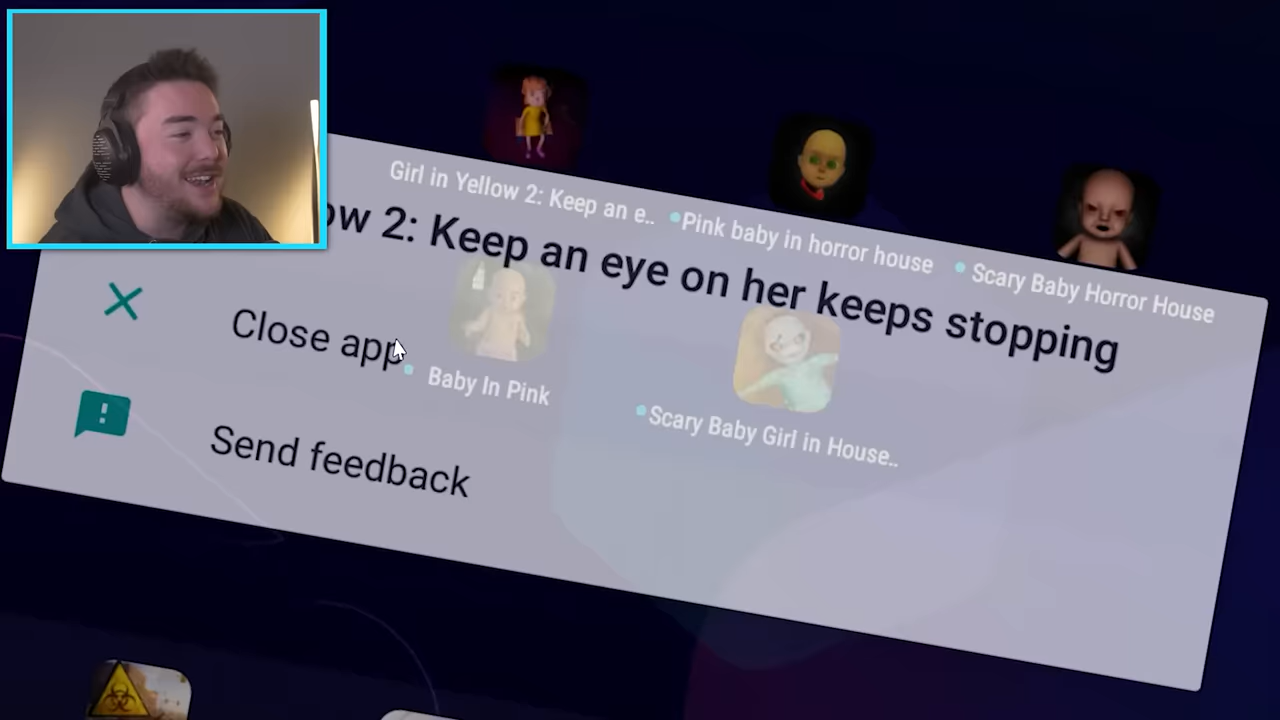 Girl in Yellow 2: Keep an e..
Pink baby in horror house
Scary Baby Horror House
ow 2: Keep an eye on her keeps stopping
Close app
Baby In Pink
Scary Baby Girl in House..
Send feedback